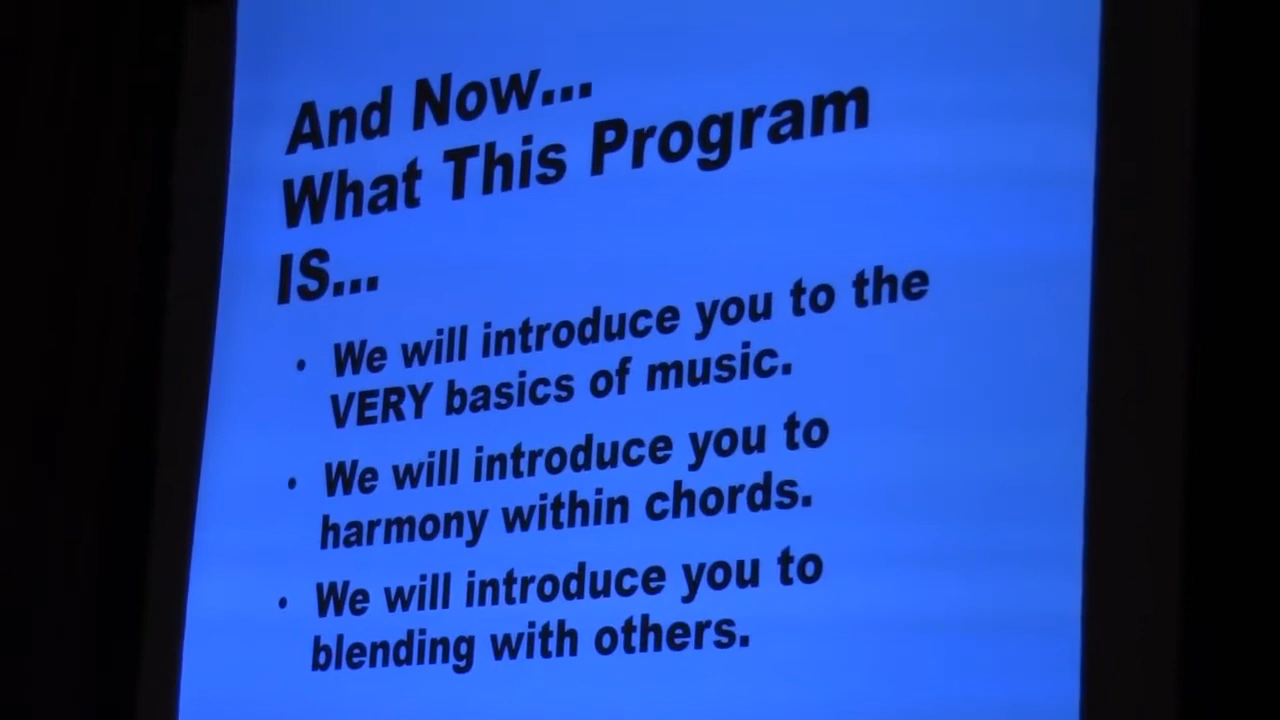 And Now...
What This Program
IS...
• We will introduce you to the
VERY basics of music.
• We will introduce you to
harmony within chords.
• We will introduce you to
blending with others.